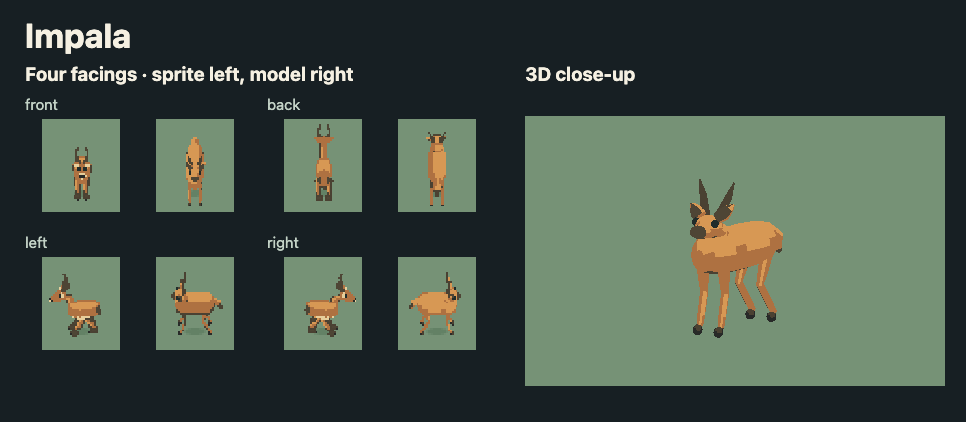 Impala
Four facings · sprite left, model right
3D close-up
front
back
left
right